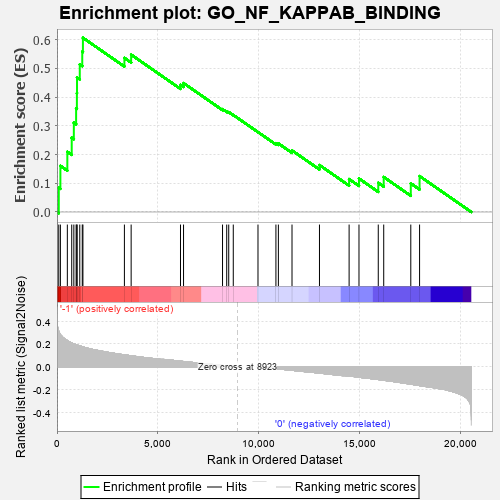 Enrichment plot: GO_NF_KAPPAB_BINDING
Enrichment score (ES)
0.6
0.5
0.4
0.3
0.2
0.1
0.0
'-1' (positively correlated)
Ranked list metric (Signal2Noise)
0.4
0.2
0.0
-0.2
-0.4
Zero cross at 8923
'0' (negatively correlated)
0
5,000
10,000
15,000
20,000
Rank in Ordered Dataset
Enrichment profile
Hits
Ranking metric scores